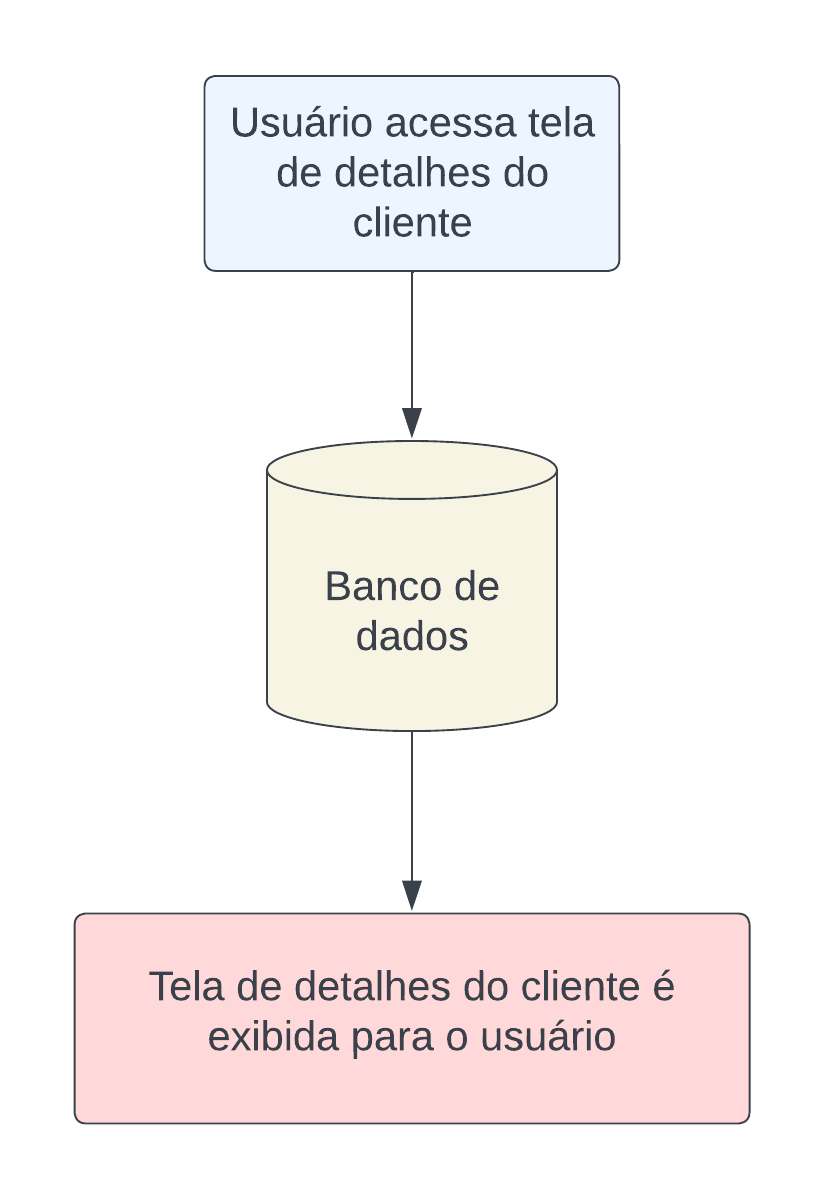 Usuário acessa tela
de detalhes do
cliente
Banco de
dados
Tela de detalhes do cliente é
exibida para o usuário